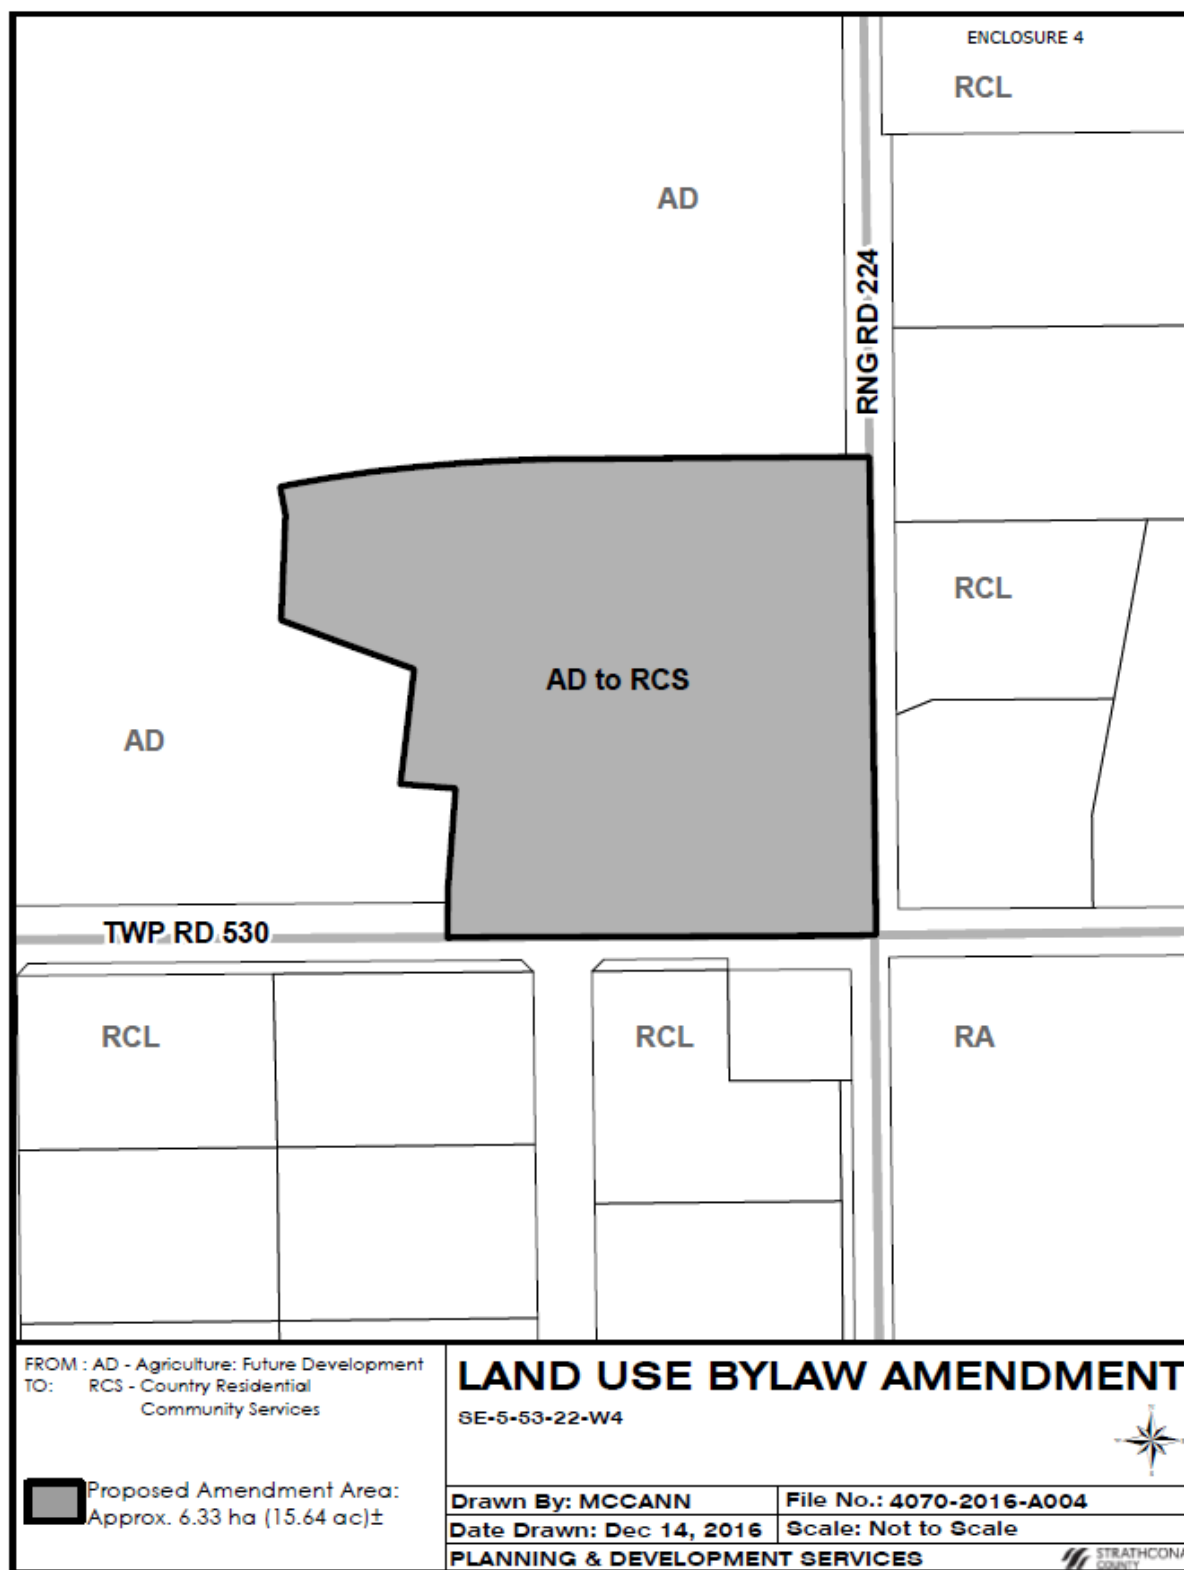 ENCLOSURE 4
RCL
AD
RNG RD 224
RCL
AD to RCS
AD
TWP RD 530
RCL
RCL
RA
FROM : AD - Agriculture: Future Development
TO: RCS - Country Residential
Community Services
Proposed Amendment Area:
Approx. 6.33 ha (15.64 ac)±
LAND USE BYLAW AMENDMENT
SE-5-53-22-W4
Drawn By: MCCANN
File No.: 4070-2016-A004
Date Drawn: Dec 14, 2016
Scale: Not to Scale
PLANNING & DEVELOPMENT SERVICES
STRATHCONA
COUNTY